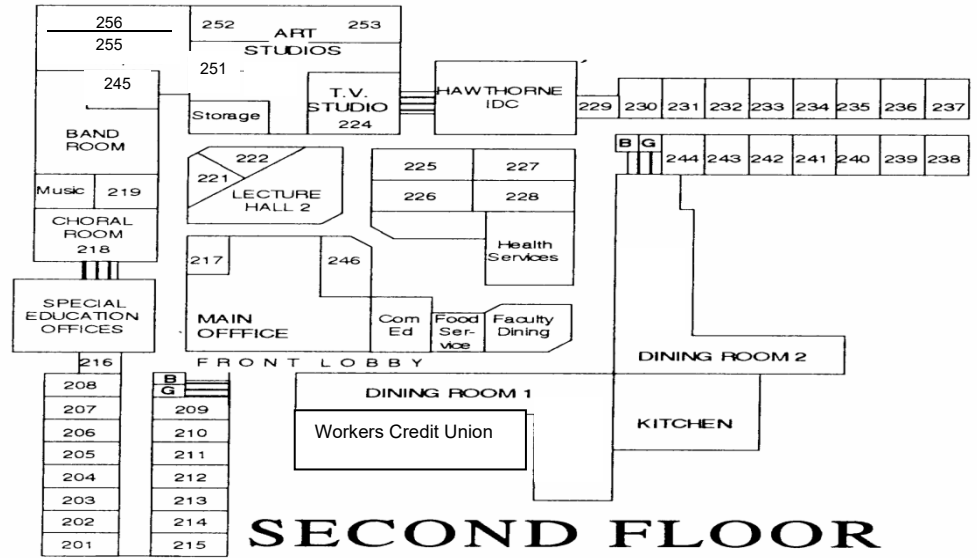 256
252
253
ART
STUDIOS
255
251
245
T.V.
STUDIO
224
HAWTHORNE
IDC
229
230
231
232
233
234
235
236
237
Storage
BAND
ROOM
B
G
244
243
242
241
240
239
238
222
221
LECTURE
HALL 2
225
227
226
228
Music
219
CHORAL
ROOM
218
Health
Services
217
246
SPECIAL
EDUCATION
OFFICES
MAIN
OFFFICE
Com
Ed
Food
Ser-
vice
Faculty
Dining
216
FRONT LOBBY
DINING ROOM 2
208
B
G
DINING ROOM 1
207
209
KITCHEN
206
210
Workers Credit Union
205
211
204
212
203
213
202
214
201
215
SECOND FLOOR